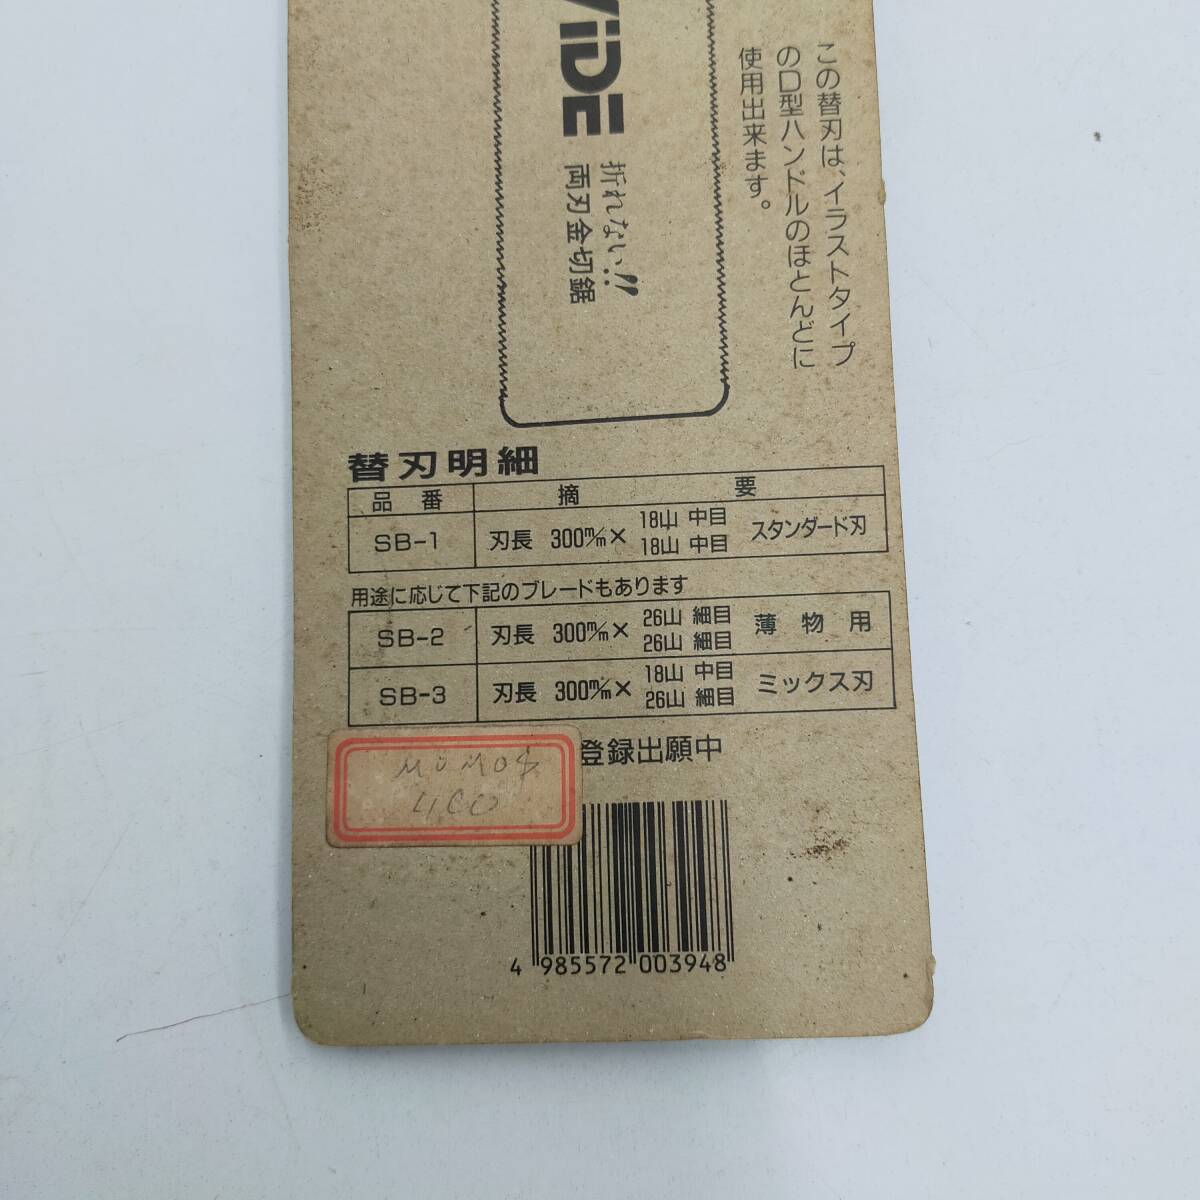 この替刃は、イラストタイプ
のD型ハンドルのほとんどに
使用出来ます。
折れない!!
両刃金切鋸
替刃明細
品番 摘要
SB-1 刃長 300m/m× 18山 中目 スタンダード刃
18山 中目
用途に応じて下記のブレードもあります
SB-2 刃長 300m/m× 26山 細目 薄物用
26山 細目
SB-3 刃長 300m/m× 18山 中目 ミックス刃
26山 細目
登録出願中
4 985572 003948